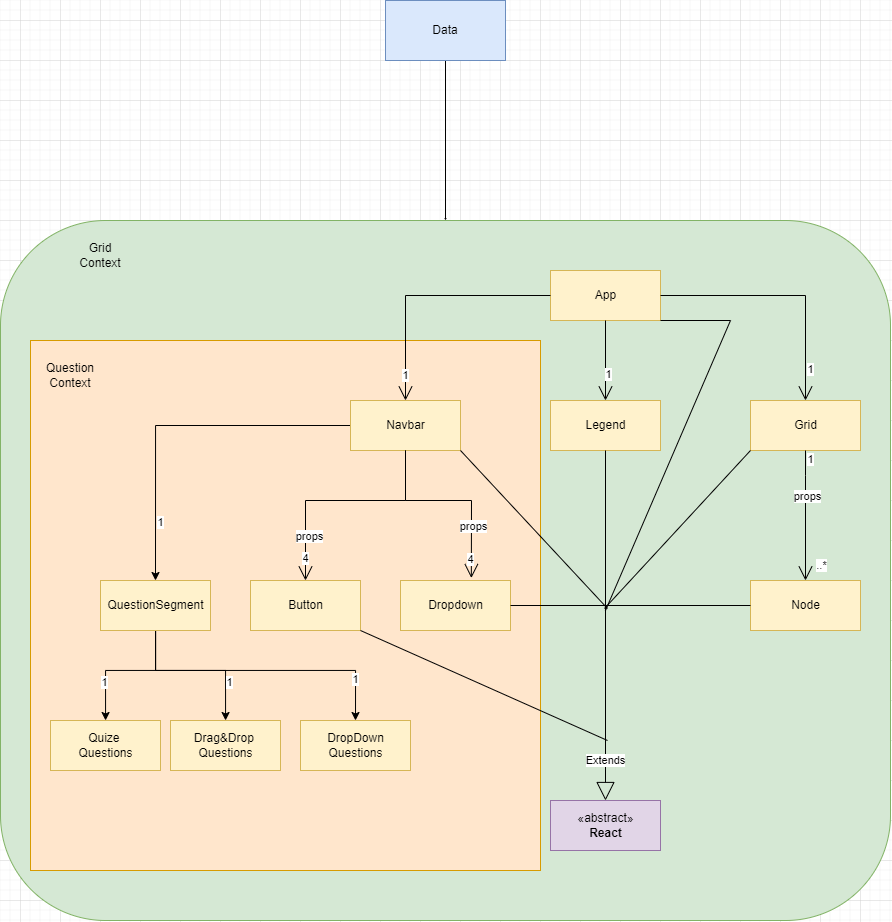 Data
Grid
Context
App
Question
Context
1
1
1
Navbar
Legend
Grid
1
props
1
props
props
4
4
..*
QuestionSegment
Button
Dropdown
Node
1
1
1
Quize
Questions
Drag&Drop
Questions
DropDown
Questions
Extends
«abstract»
React